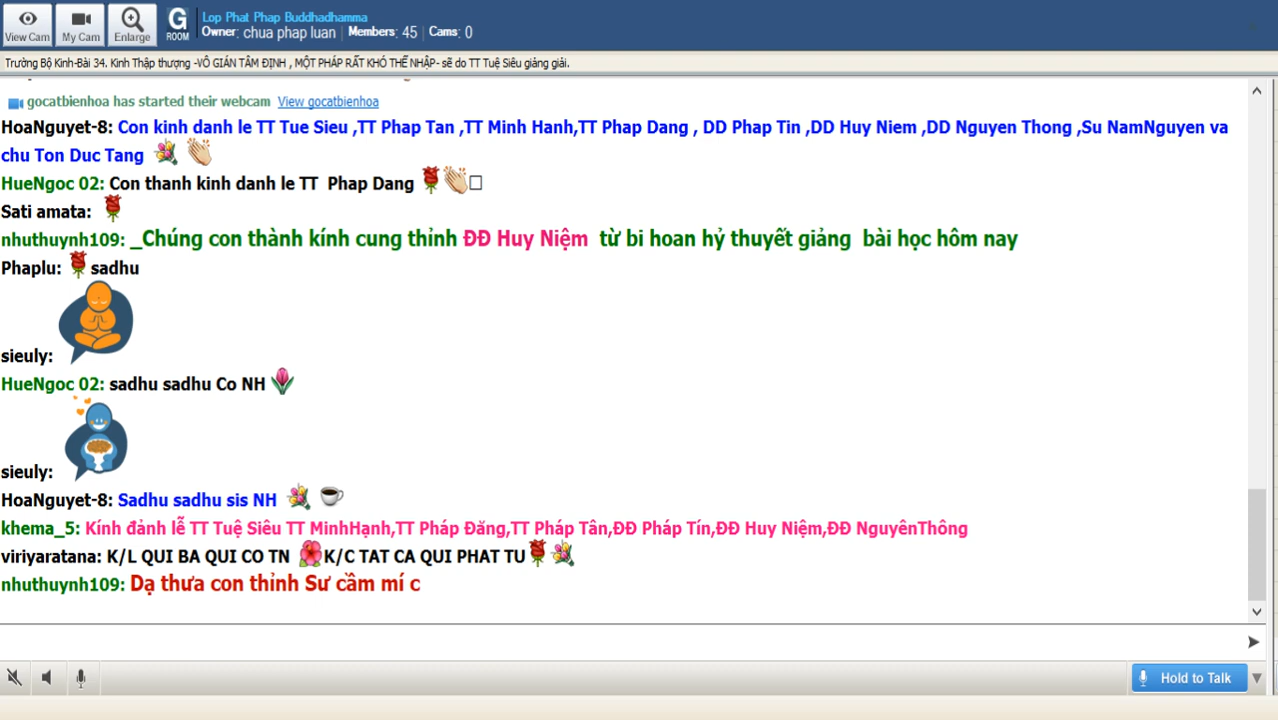 View Cam
My Cam
Enlarge
G
ROOM
Lop Phat Phap Buddhadhamma
Owner: chua phap luan | Members: 45 | Cams: 0
Trường Bộ Kinh-Bài 34. Kinh Thập thượng -VÔ GIÁN TÂM ĐỊNH , MỘT PHÁP RẤT KHÓ THỂ NHẬP- sẽ do TT Tuệ Siêu giảng giải.
gocatbienhoa has started their webcam View gocatbienhoa
HoaNguyet-8: Con kinh danh le TT Tue Sieu ,TT Phap Tan ,TT Minh Hanh,TT Phap Dang , DD Phap Tin ,DD Huy Niem ,DD Nguyen Thong ,Su NamNguyen va
chu Ton Duc Tang
HueNgoc 02: Con thanh kinh danh le TT Phap Dang
Sati amata:
nhuthuynh109: _Chúng con thành kính cung thỉnh ĐĐ Huy Niệm từ bi hoan hỷ thuyết giảng bài học hôm nay
Phaplu: sadhu
sieuly:
HueNgoc 02: sadhu sadhu Co NH
sieuly:
HoaNguyet-8: Sadhu sadhu sis NH
khema_5: Kính đảnh lễ TT Tuệ Siêu TT MinhHạnh,TT Pháp Đăng,TT Pháp Tân,ĐĐ Pháp Tín,ĐĐ Huy Niệm,ĐĐ NguyênThông
viriyaratana: K/L QUI BA QUI CO TN K/C TAT CA QUI PHAT TU
nhuthuynh109: Dạ thưa con thỉnh Sư cầm mí c
Hold to Talk